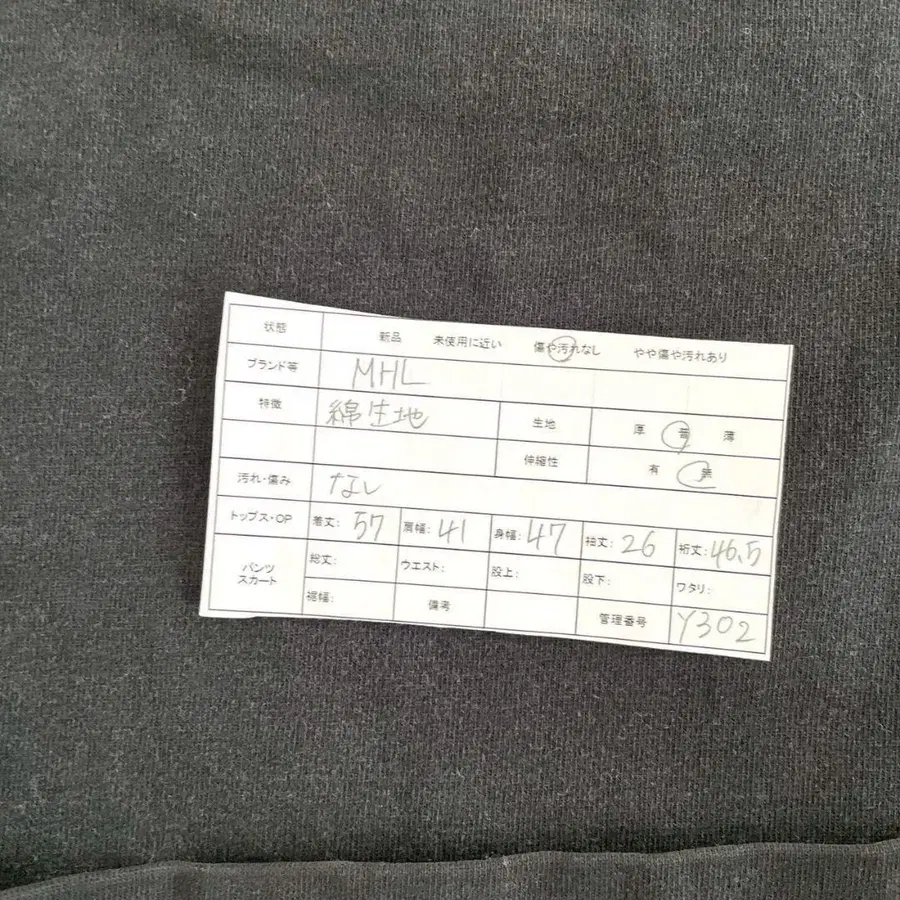 状態 新品 未使用に近い 傷や汚れなし やや傷や汚れあり
ブランド等 MHL
特徴 綿生地 生地 厚 普 薄
伸縮性 有 無
汚れ・傷み なし
トップス・OP 着丈: 57 肩幅: 41 身幅: 47 袖丈: 26 裄丈: 46.5
パンツ スカート 総丈: ウエスト: 股上: 股下: ワタリ:
裾幅: 備考 管理番号 Y302